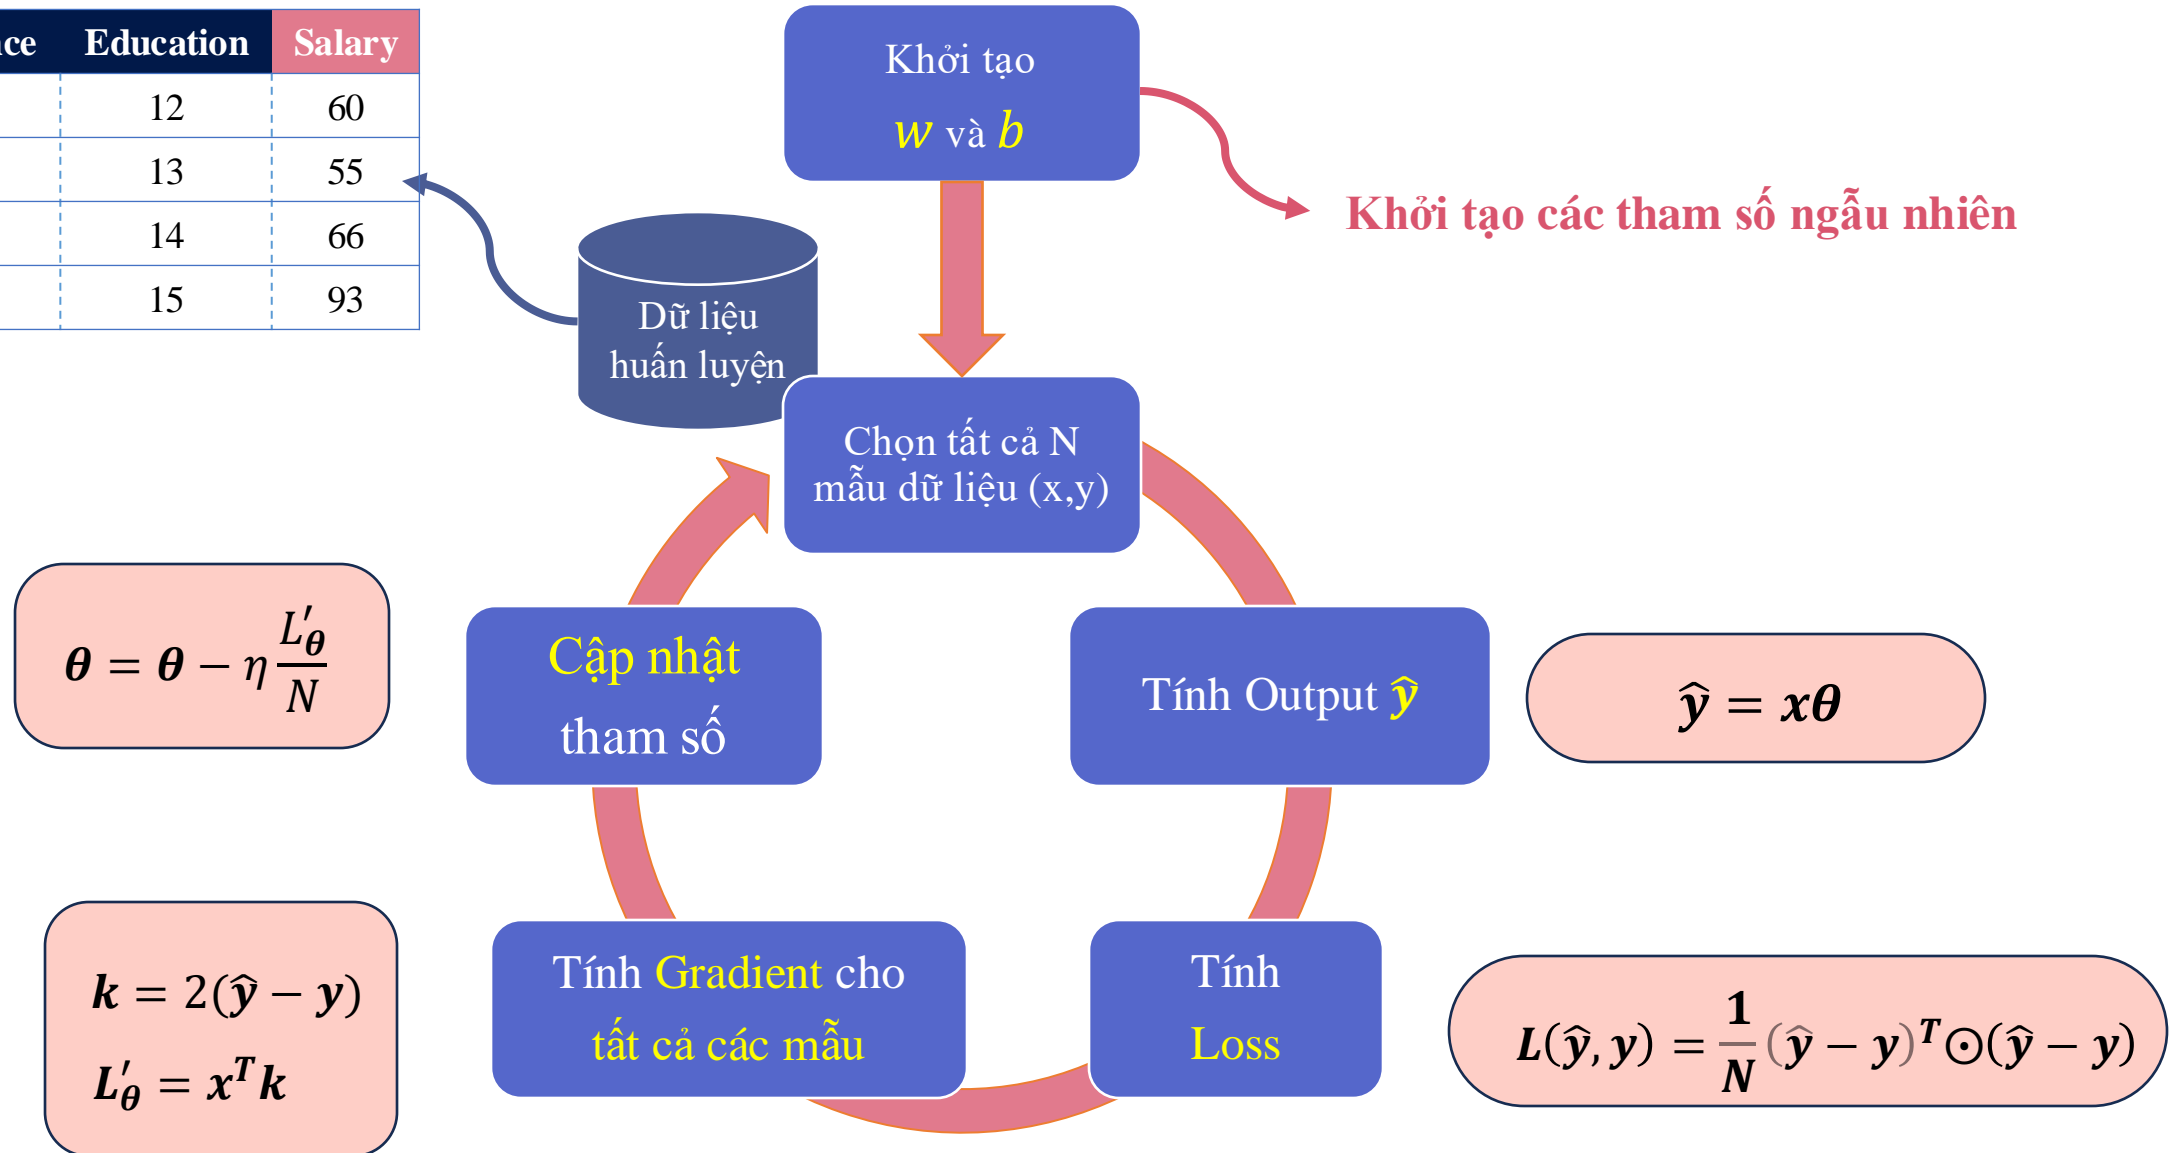 ce Education Salary
12 60
13 55
14 66
15 93
Khởi tạo
w và b
Khởi tạo các tham số ngẫu nhiên
Dữ liệu
huấn luyện
Chọn tất cả N
mẫu dữ liệu (x,y)
Tính Output ŷ
ŷ = xθ
Tính
Loss
L(ŷ, y) = 1/N (ŷ − y)ᵀ⊙(ŷ − y)
Tính Gradient cho
tất cả các mẫu
k = 2(ŷ − y)
L′θ = xᵀk
Cập nhật
tham số
θ = θ − η L′θ/N